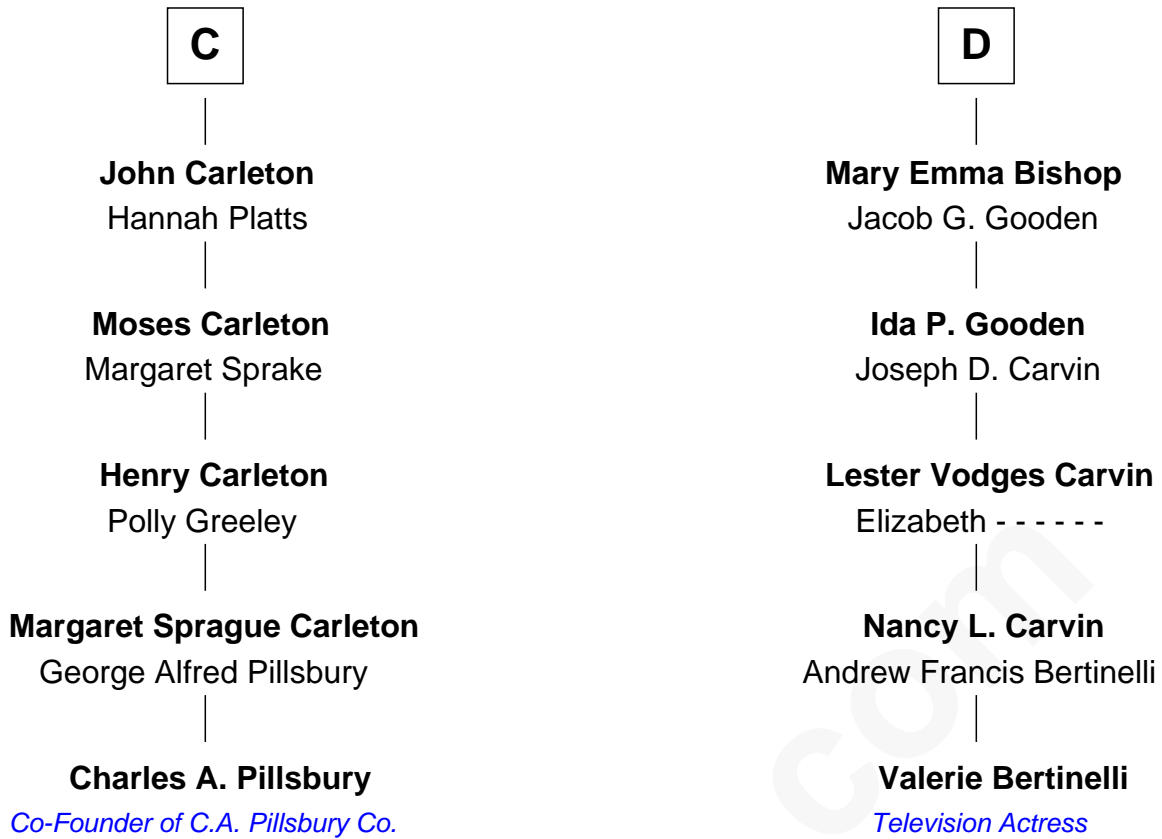 C
John Carleton
Hannah Platts
Moses Carleton
Margaret Sprake
Henry Carleton
Polly Greeley
Margaret Sprague Carleton
George Alfred Pillsbury
Charles A. Pillsbury
Co-Founder of C.A. Pillsbury Co.
D
Mary Emma Bishop
Jacob G. Gooden
Ida P. Gooden
Joseph D. Carvin
Lester Vodges Carvin
Elizabeth - - - - - -
Nancy L. Carvin
Andrew Francis Bertinelli
Valerie Bertinelli
Television Actress
com